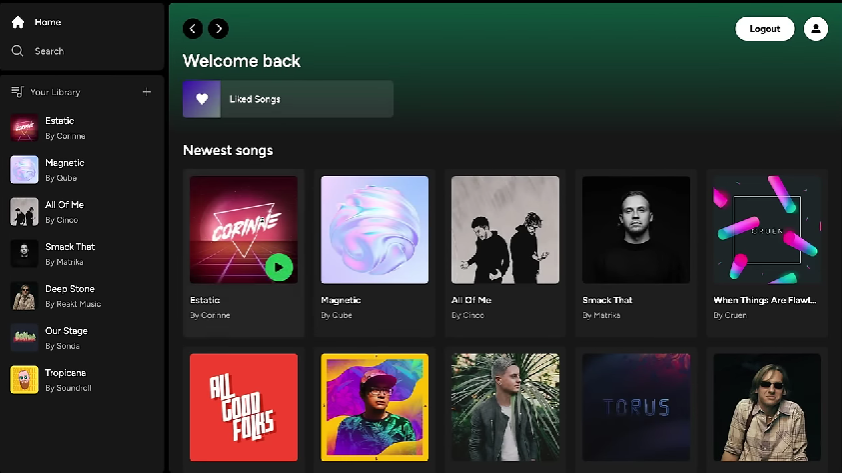 Home
Search
Your Library
Estatic
By Corinne
Magnetic
By Qube
All Of Me
By Cinco
Smack That
By Matrika
Deep Stone
By Reakt Music
Our Stage
By Sonda
Tropicana
By Soundroll
Logout
Welcome back
Liked Songs
Newest songs
CORINNE
CRUEN
Estatic
By Corinne
Magnetic
By Qube
All Of Me
By Cinco
Smack That
By Matrika
When Things Are Flawl...
By Cruen
ALL
GOOD
FOLKS
TORUS